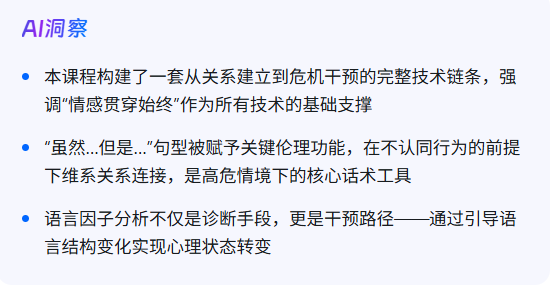 AI洞察
本课程构建了一套从关系建立到危机干预的完整技术链条，强
调“情感贯穿始终”作为所有技术的基础支撑
“虽然...但是...”句型被赋予关键伦理功能，在不认同行为的前提
下维系关系连接，是高危情境下的核心话术工具
语言因子分析不仅是诊断手段，更是干预路径——通过引导语
言结构变化实现心理状态转变